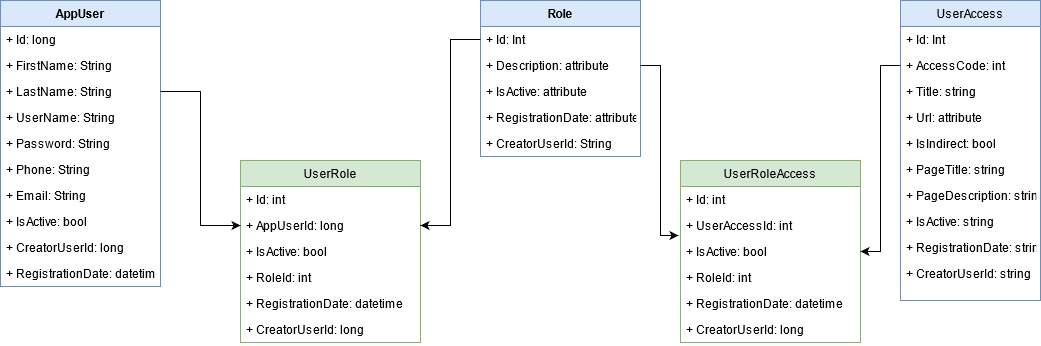 AppUser
+ Id: long
+ FirstName: String
+ LastName: String
+ UserName: String
+ Password: String
+ Phone: String
+ Email: String
+ IsActive: bool
+ CreatorUserId: long
+ RegistrationDate: datetim
UserRole
+ Id: int
+ AppUserId: long
+ IsActive: bool
+ RoleId: int
+ RegistrationDate: datetime
+ CreatorUserId: long
Role
+ Id: Int
+ Description: attribute
+ IsActive: attribute
+ RegistrationDate: attribute
+ CreatorUserId: String
UserRoleAccess
+ Id: int
+ UserAccessId: int
+ IsActive: bool
+ RoleId: int
+ RegistrationDate: datetime
+ CreatorUserId: long
UserAccess
+ Id: Int
+ AccessCode: int
+ Title: string
+ Url: attribute
+ IsIndirect: bool
+ PageTitle: string
+ PageDescription: strin
+ IsActive: string
+ RegistrationDate: strin
+ CreatorUserId: string